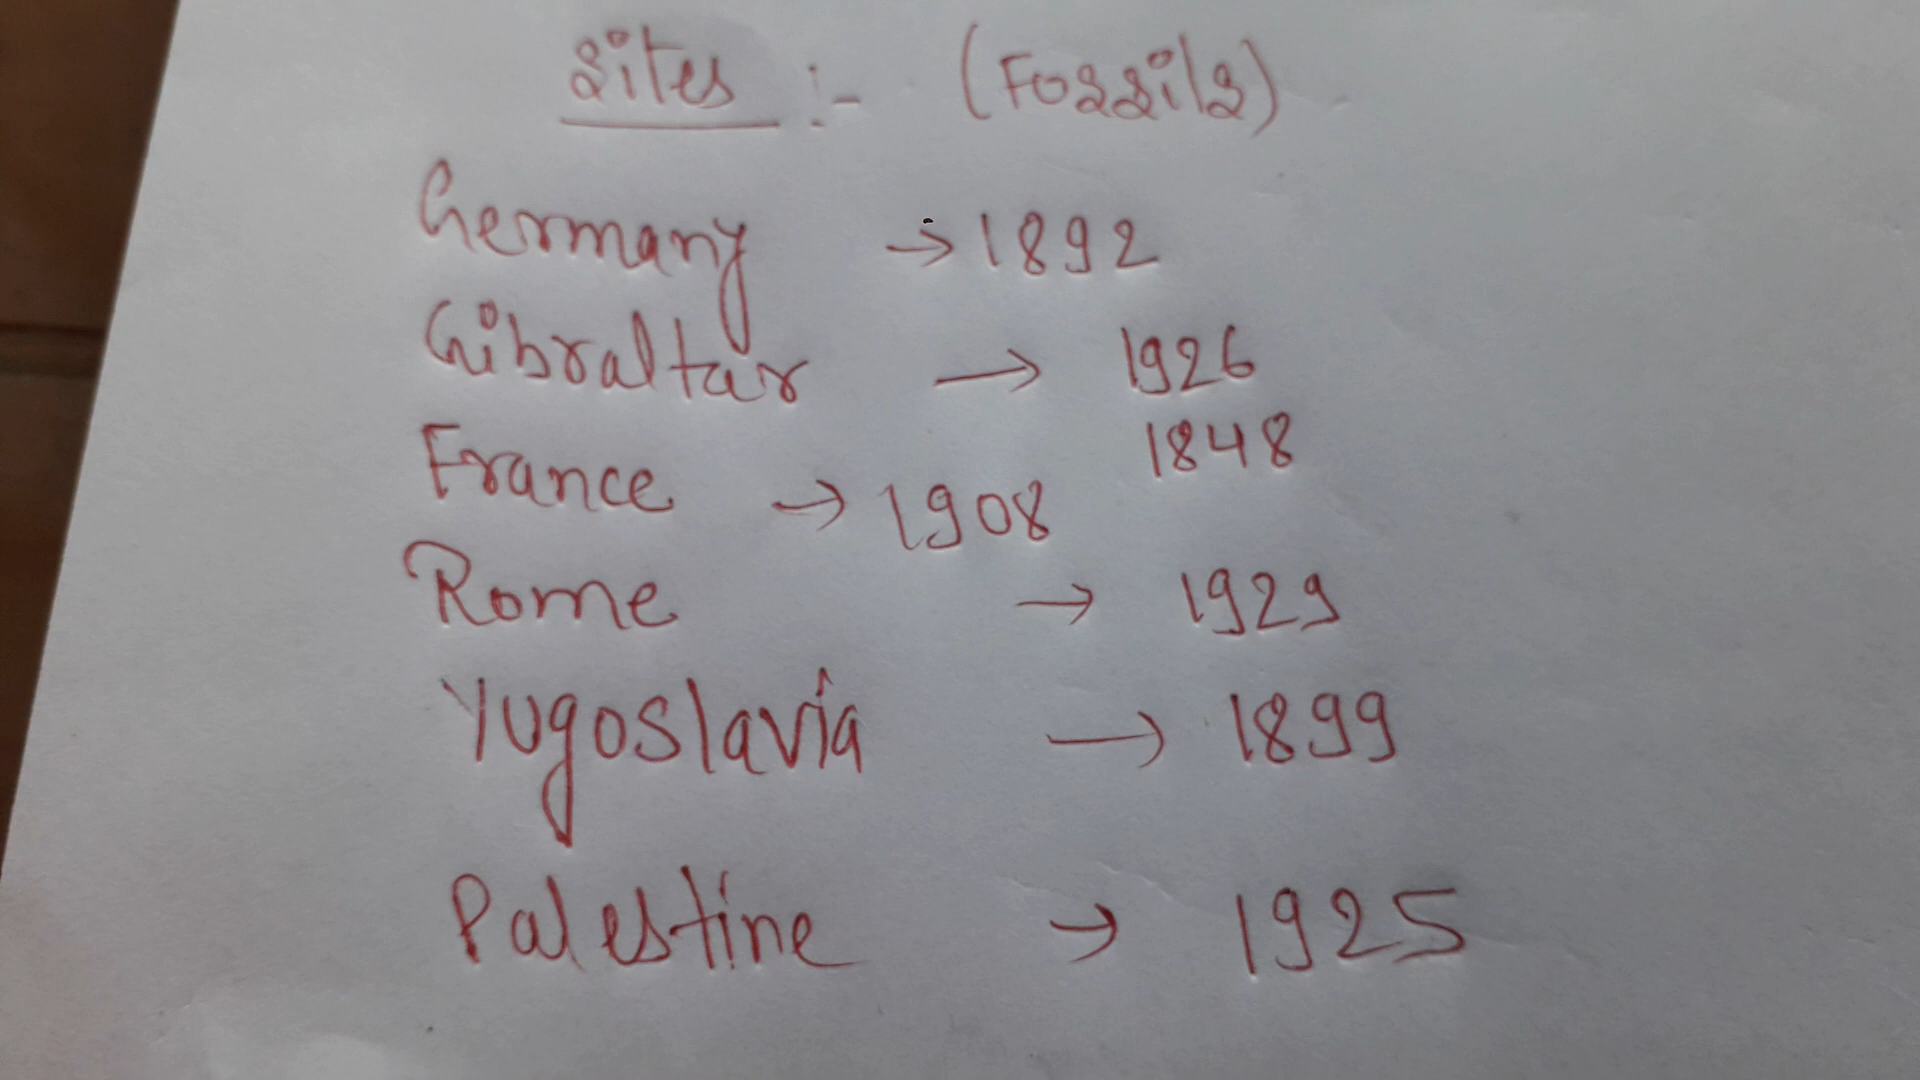 Sites :- (Fossils)
Germany → 1892
Gibraltar → 1926
1848
France → 1908
Rome → 1929
Yugoslavia → 1899
Palestine → 1925